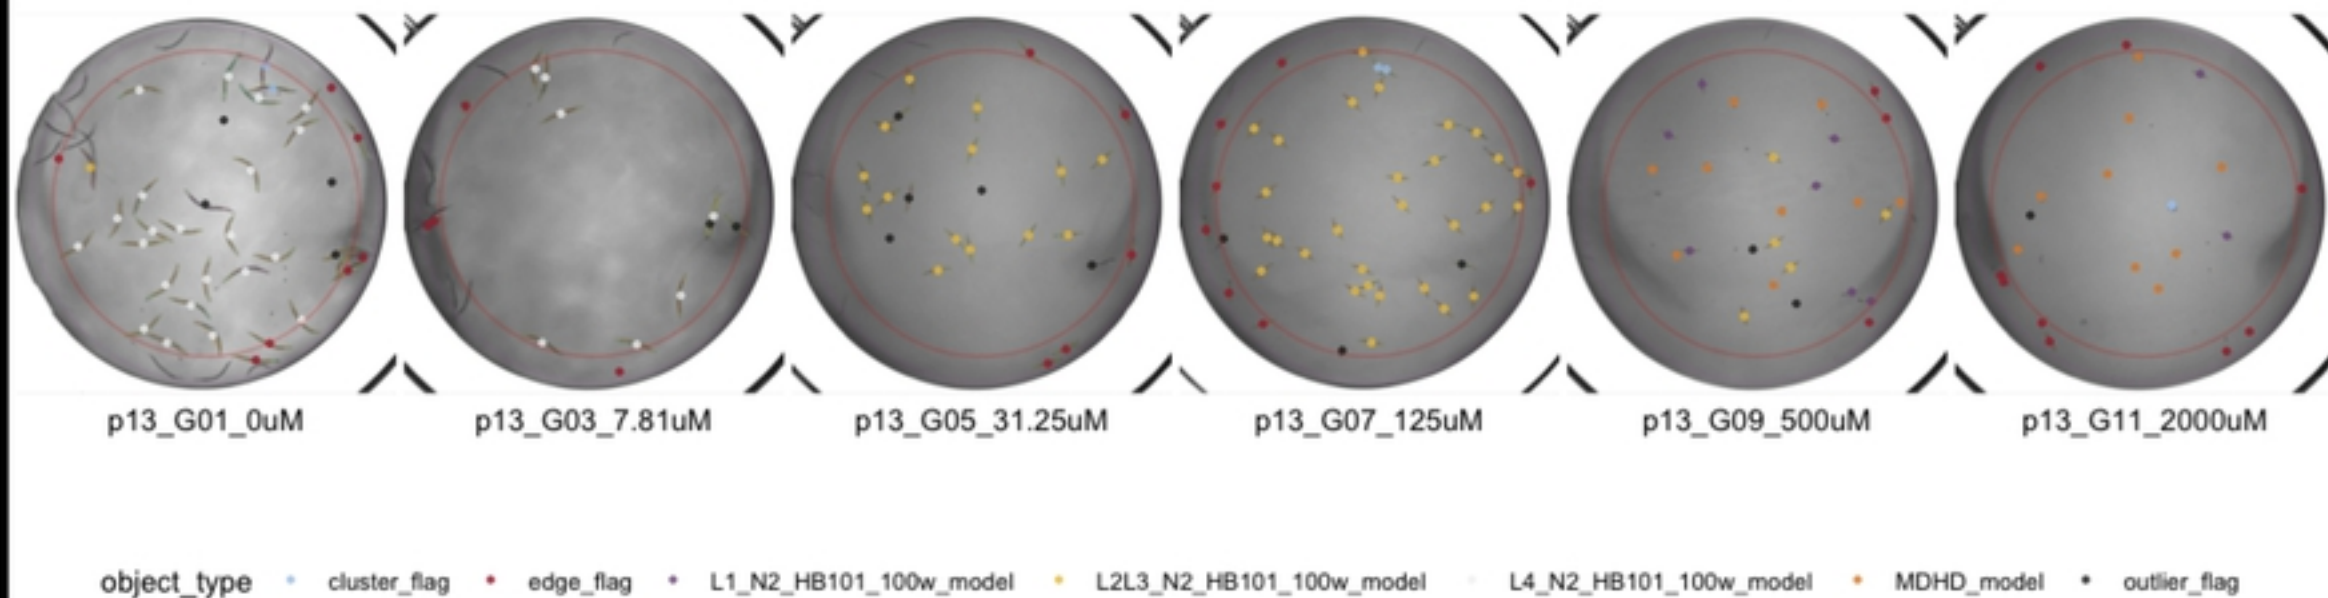 p13_G01_0uM p13_G03_7.81uM p13_G05_31.25uM p13_G07_125uM p13_G09_500uM p13_G11_2000uM
object_type cluster_flag edge_flag L1_N2_HB101_100w_model L2L3_N2_HB101_100w_model L4_N2_HB101_100w_model MDHD_model outlier_flag